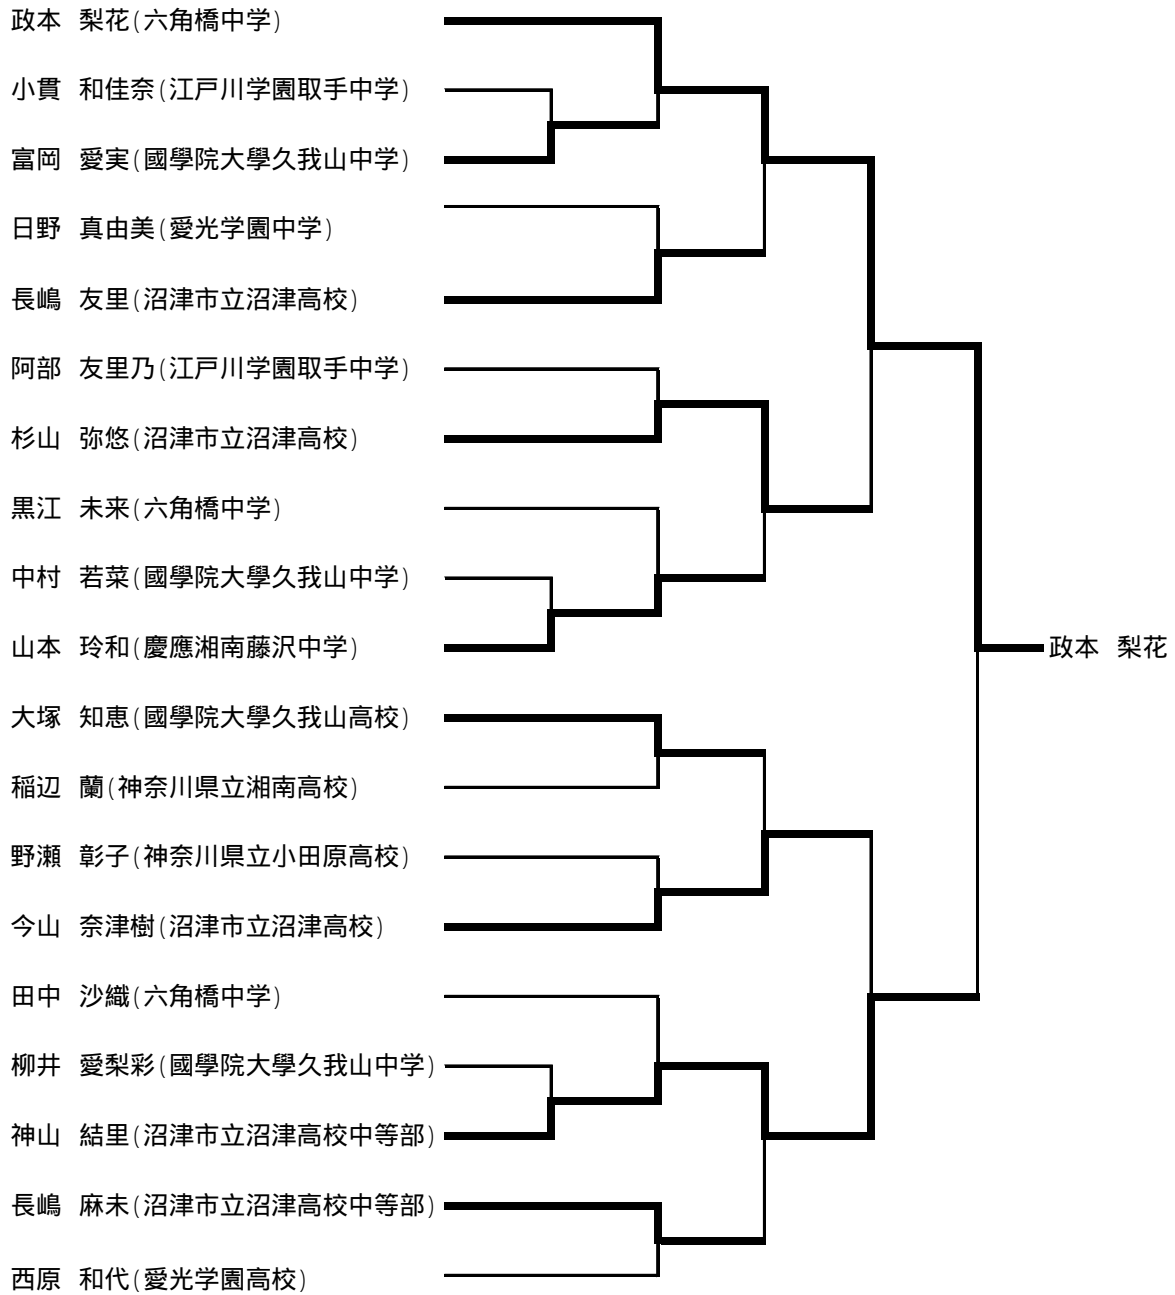 政本 梨花(六角橋中学)
小貫 和佳奈(江戸川学園取手中学)
富岡 愛実(國學院大學久我山中学)
日野 真由美(愛光学園中学)
長嶋 友里(沼津市立沼津高校)
阿部 友里乃(江戸川学園取手中学)
杉山 弥悠(沼津市立沼津高校)
黒江 未来(六角橋中学)
中村 若菜(國學院大學久我山中学)
山本 玲和(慶應湘南藤沢中学)
政本 梨花
大塚 知恵(國學院大學久我山高校)
稲辺 蘭(神奈川県立湘南高校)
野瀬 彰子(神奈川県立小田原高校)
今山 奈津樹(沼津市立沼津高校)
田中 沙織(六角橋中学)
柳井 愛梨彩(國學院大學久我山中学)
神山 結里(沼津市立沼津高校中等部)
長嶋 麻未(沼津市立沼津高校中等部)
西原 和代(愛光学園高校)